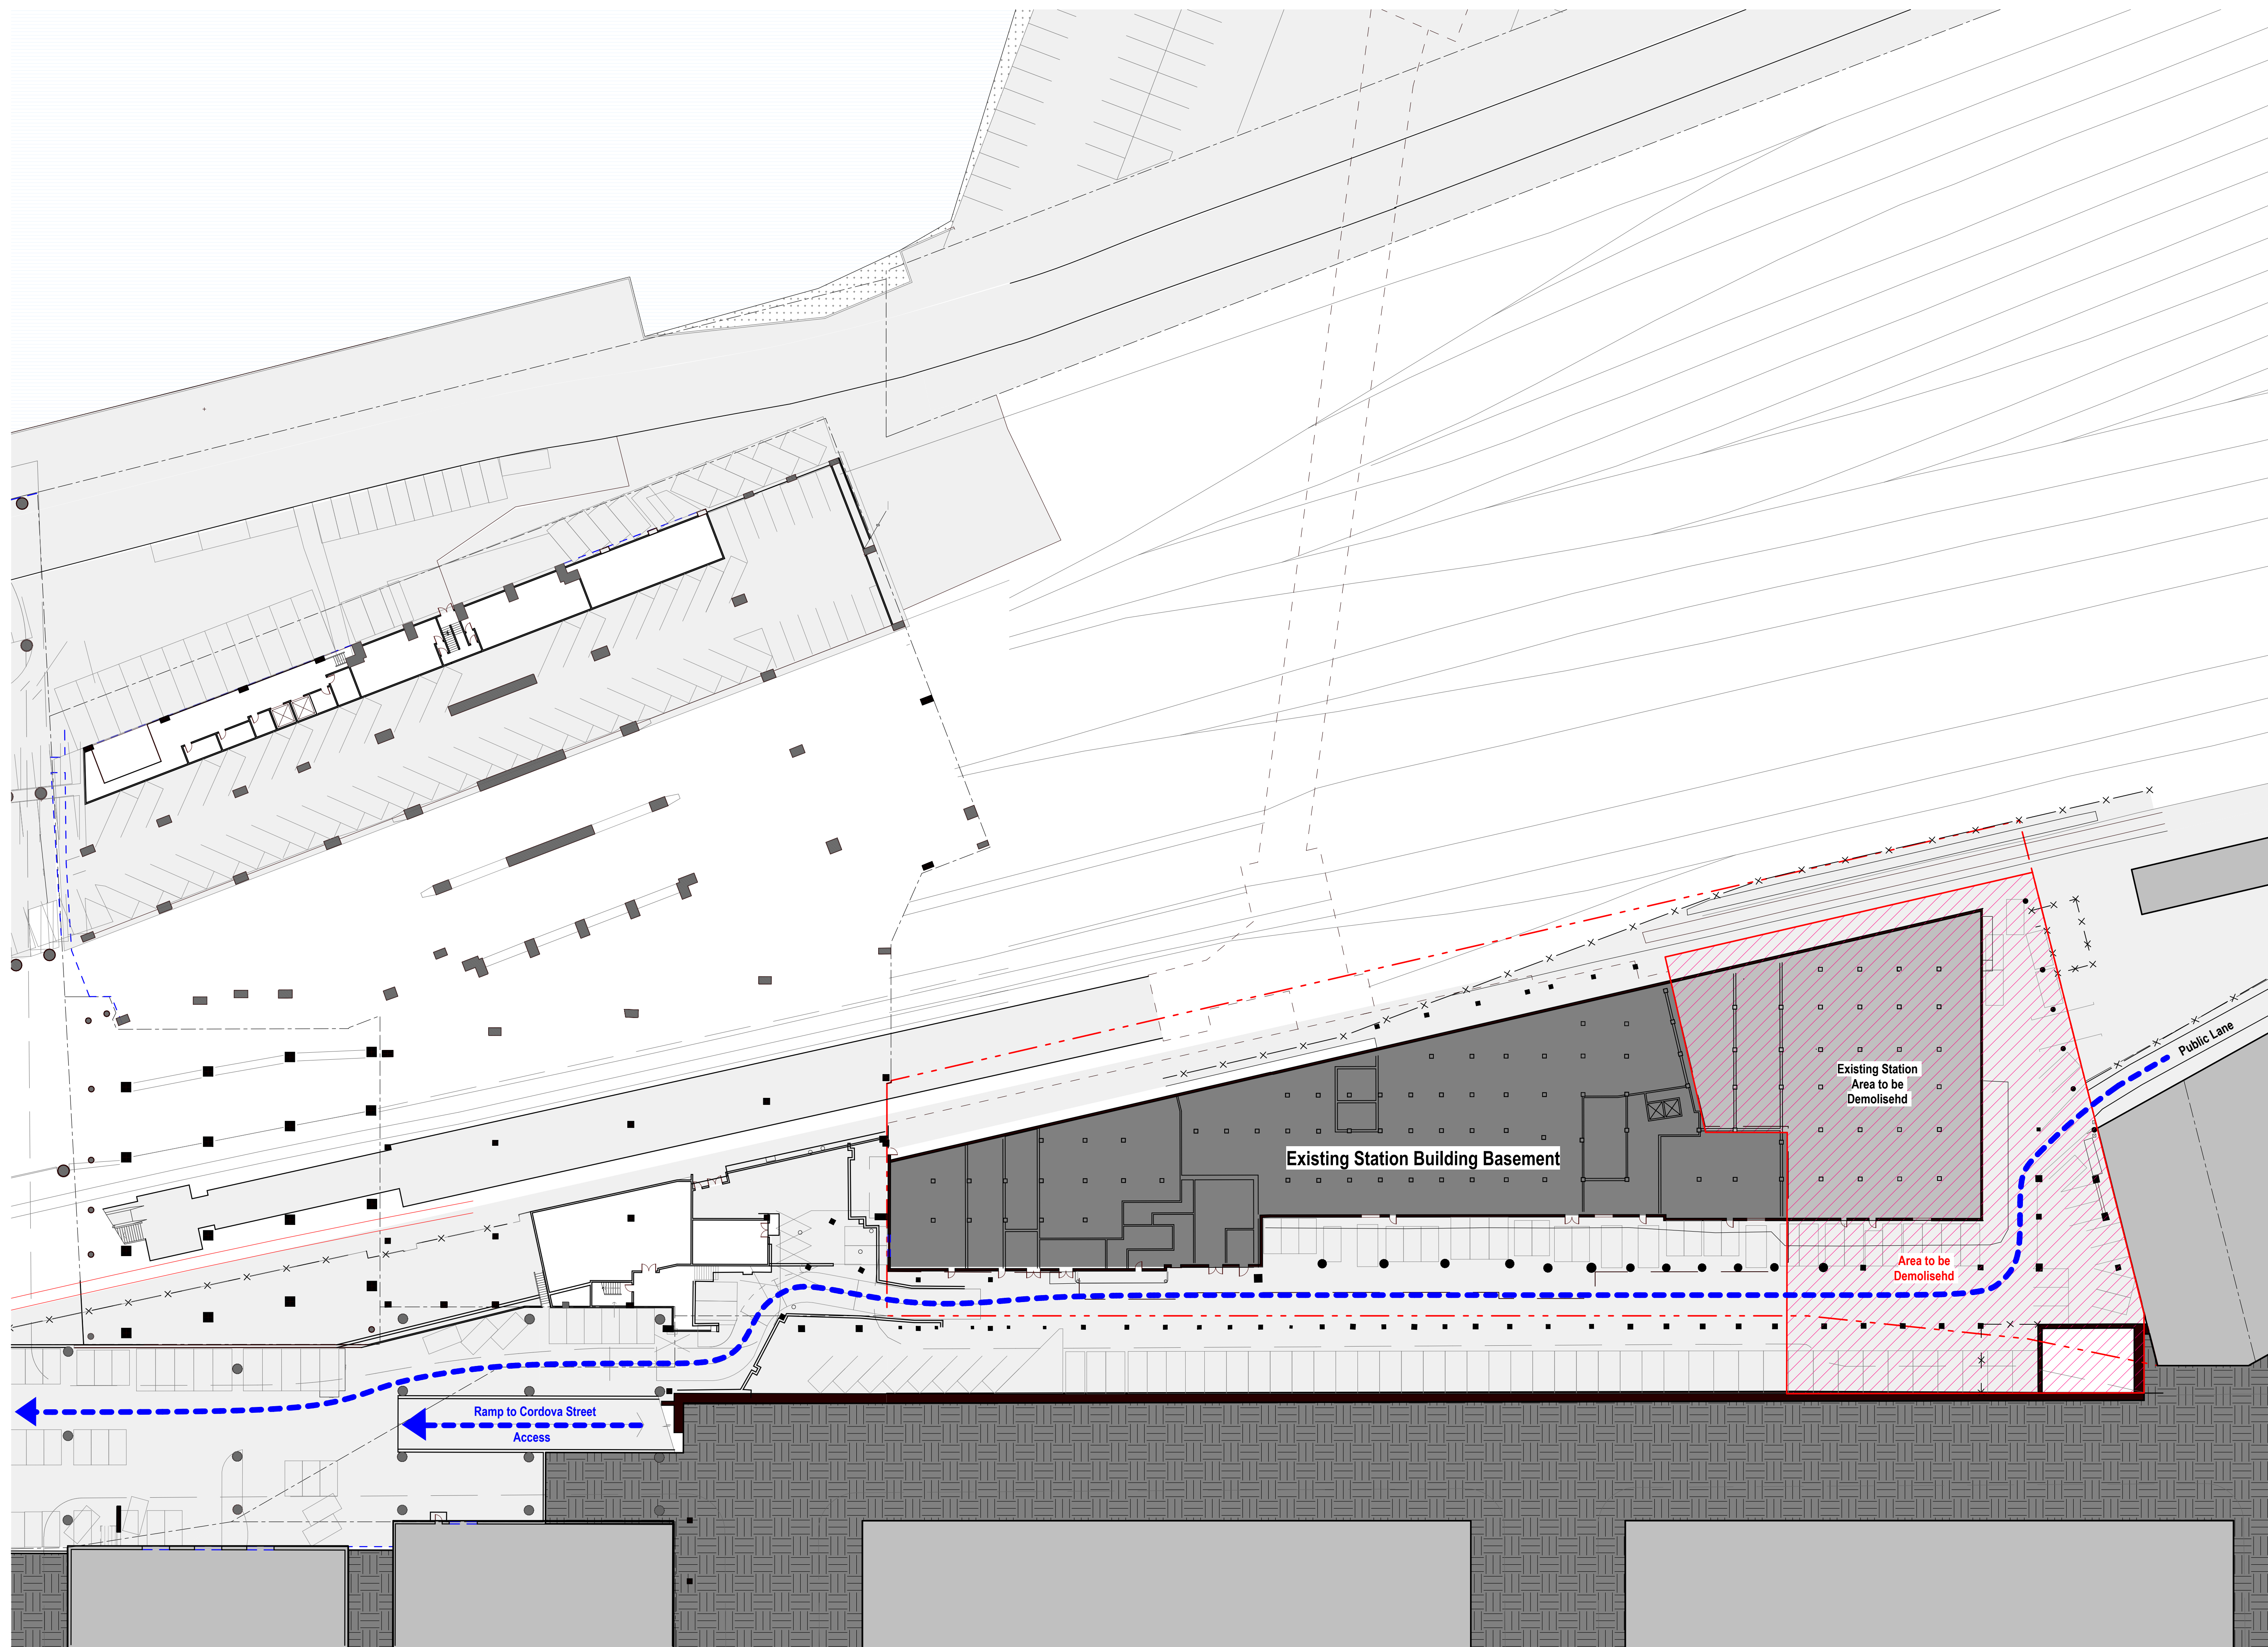 Public Lane
Existing Station
Area to be
Demolisehd
Existing Station Building Basement
Area to be
Demolisehd
Ramp to Cordova Street
Access